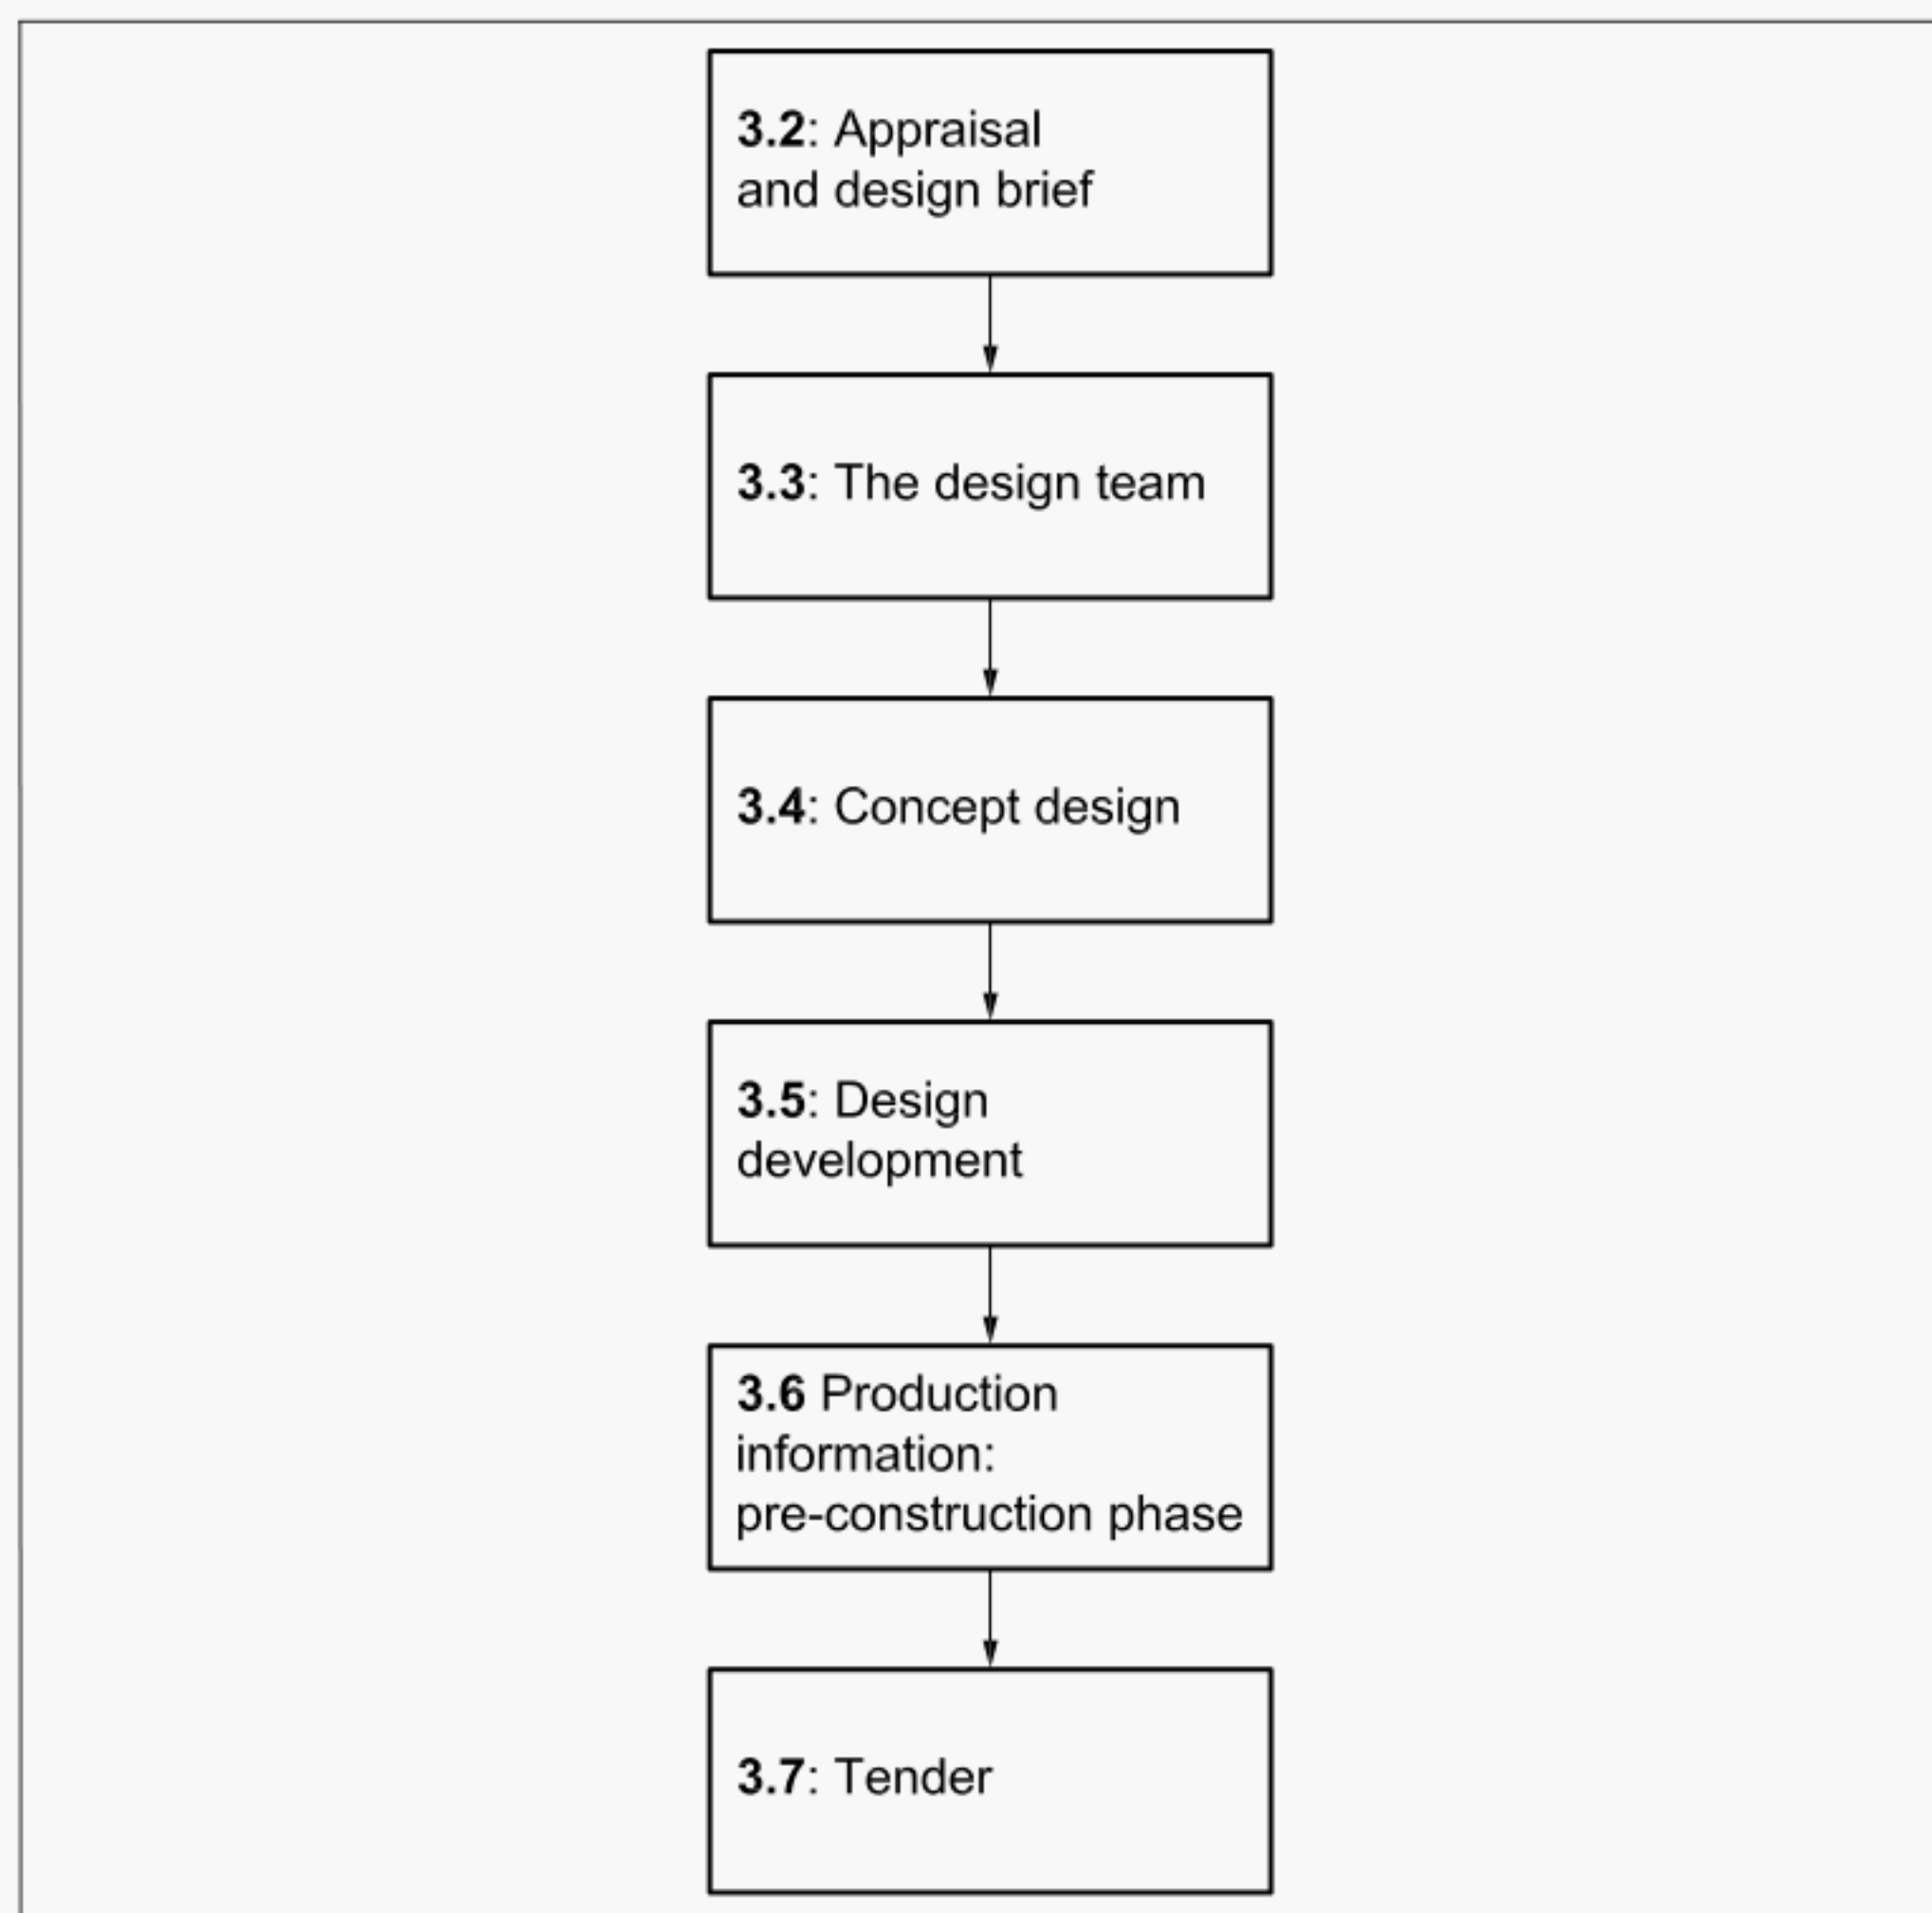 3.2: Appraisal
and design brief
3.3: The design team
3.4: Concept design
3.5: Design
development
3.6 Production
information:
pre-construction phase
3.7: Tender